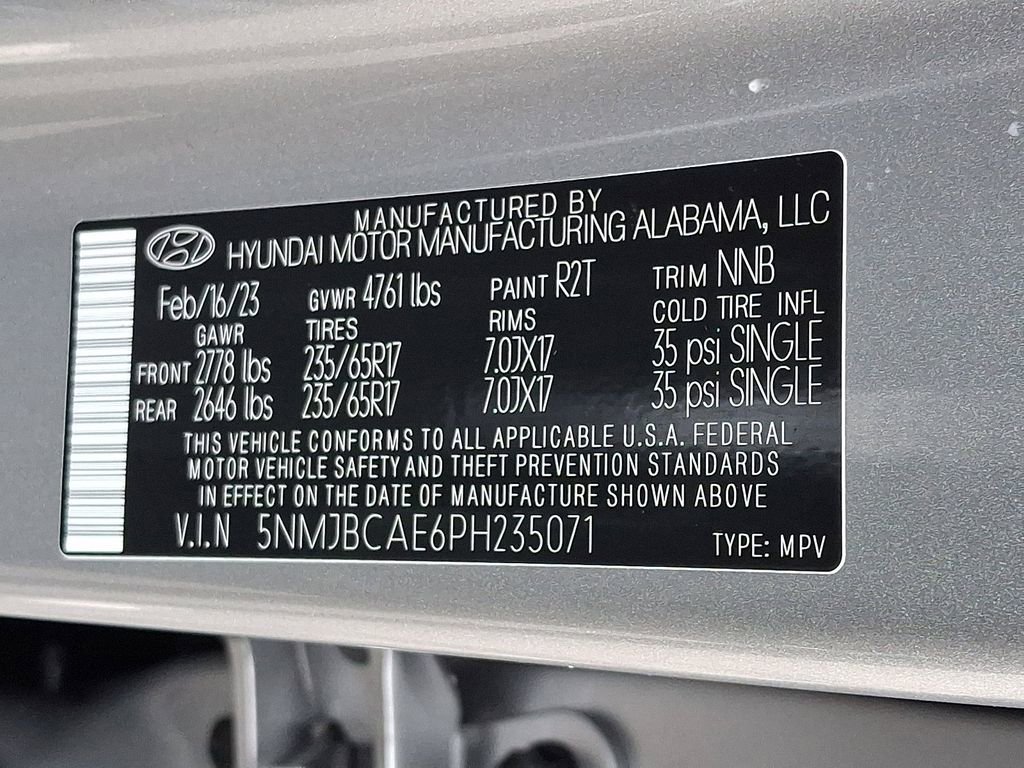 MANUFACTURED BY
HYUNDAI MOTOR MANUFACTURING ALABAMA, LLC
Feb/16/23 GVWR 4761 lbs PAINT R2T TRIM NNB
GAWR TIRES RIMS COLD TIRE INFL
FRONT 2778 lbs 235/65R17 7.0JX17 35 psi SINGLE
REAR 2646 lbs 235/65R17 7.0JX17 35 psi SINGLE
THIS VEHICLE CONFORMS TO ALL APPLICABLE U.S.A. FEDERAL
MOTOR VEHICLE SAFETY AND THEFT PREVENTION STANDARDS
IN EFFECT ON THE DATE OF MANUFACTURE SHOWN ABOVE
V.I.N 5NMJBCAE6PH235071 TYPE: MPV